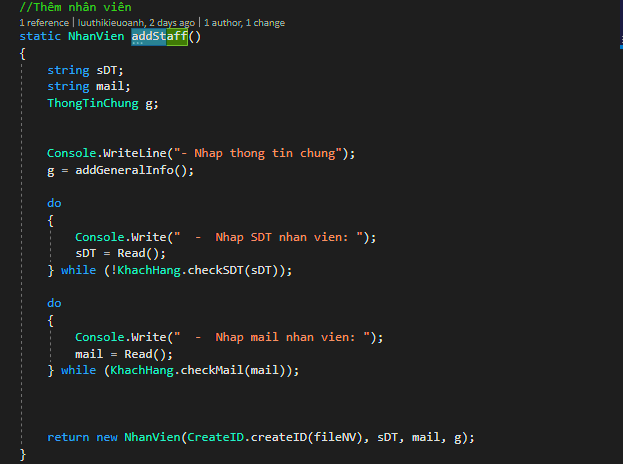 //Thêm nhân viên
1 reference | luuthikieuoanh, 2 days ago | 1 author, 1 change
static NhanVien addStaff()
{
string sDT;
string mail;
ThongTinChung g;
Console.WriteLine("- Nhap thong tin chung");
g = addGeneralInfo();
do
{
Console.Write("  -  Nhap SDT nhan vien: ");
sDT = Read();
} while (!KhachHang.checkSDT(sDT));
do
{
Console.Write("  -  Nhap mail nhan vien: ");
mail = Read();
} while (KhachHang.checkMail(mail));
return new NhanVien(CreateID.createID(fileNV), sDT, mail, g);
}